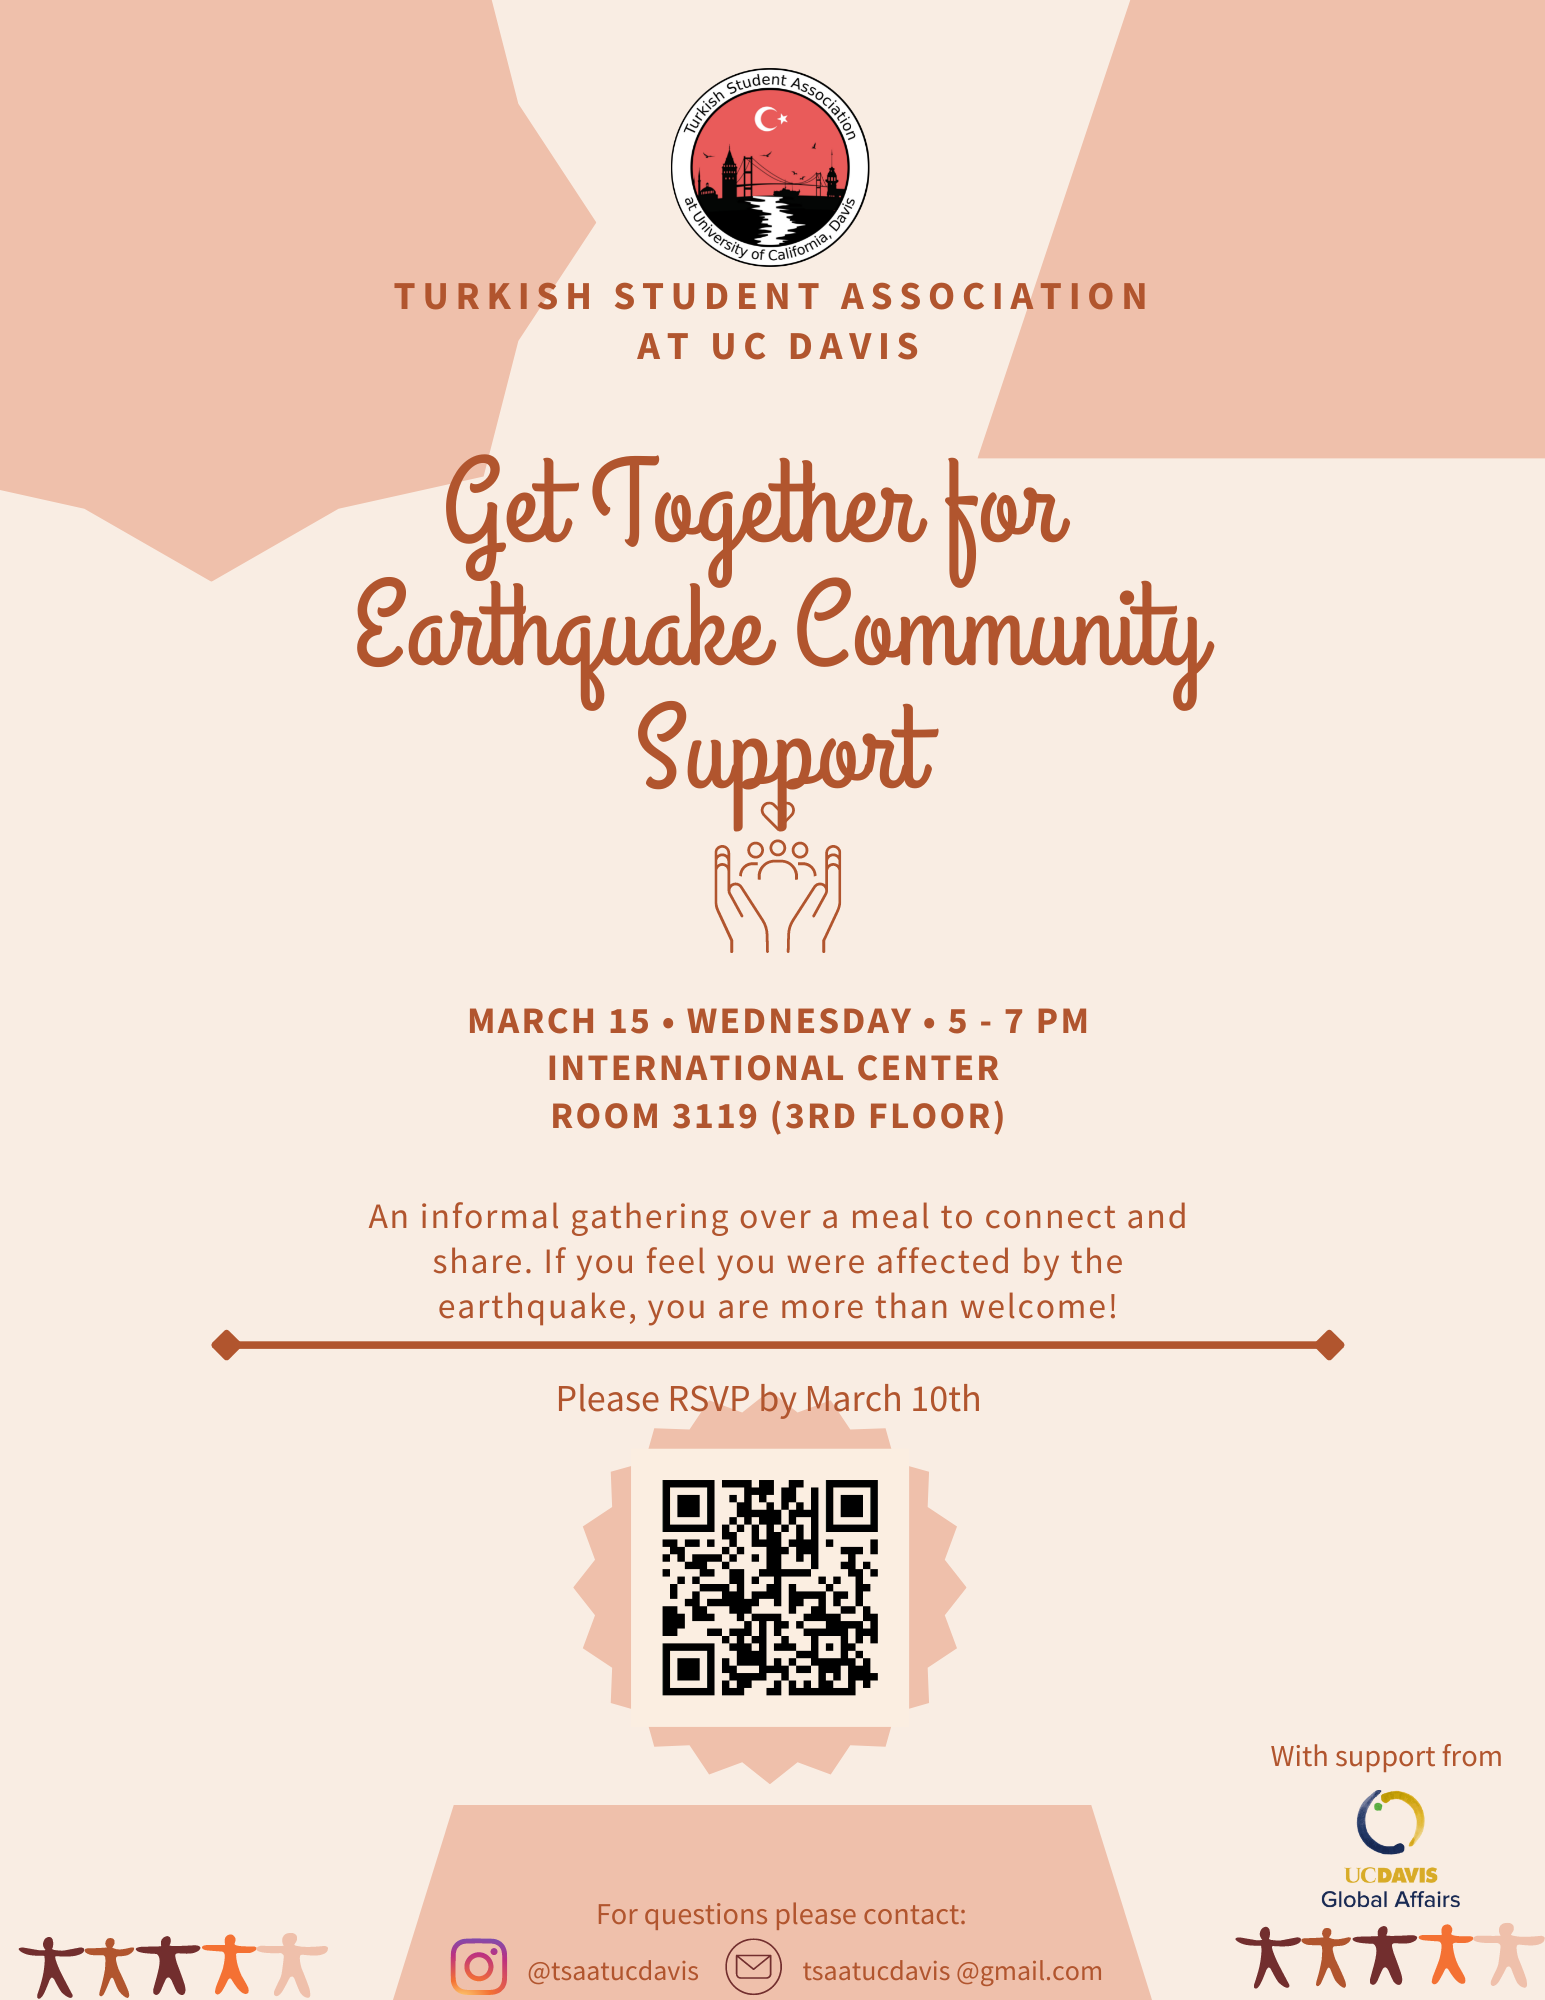 Turkish Student Association
at University of California, Davis
TURKISH STUDENT ASSOCIATION
AT UC DAVIS
Get Together for
Earthquake Community
Support
MARCH 15 • WEDNESDAY • 5 - 7 PM
INTERNATIONAL CENTER
ROOM 3119 (3RD FLOOR)
An informal gathering over a meal to connect and
share. If you feel you were affected by the
earthquake, you are more than welcome!
Please RSVP by March 10th
With support from
UCDAVIS
Global Affairs
For questions please contact:
@tsaatucdavis tsaatucdavis @gmail.com